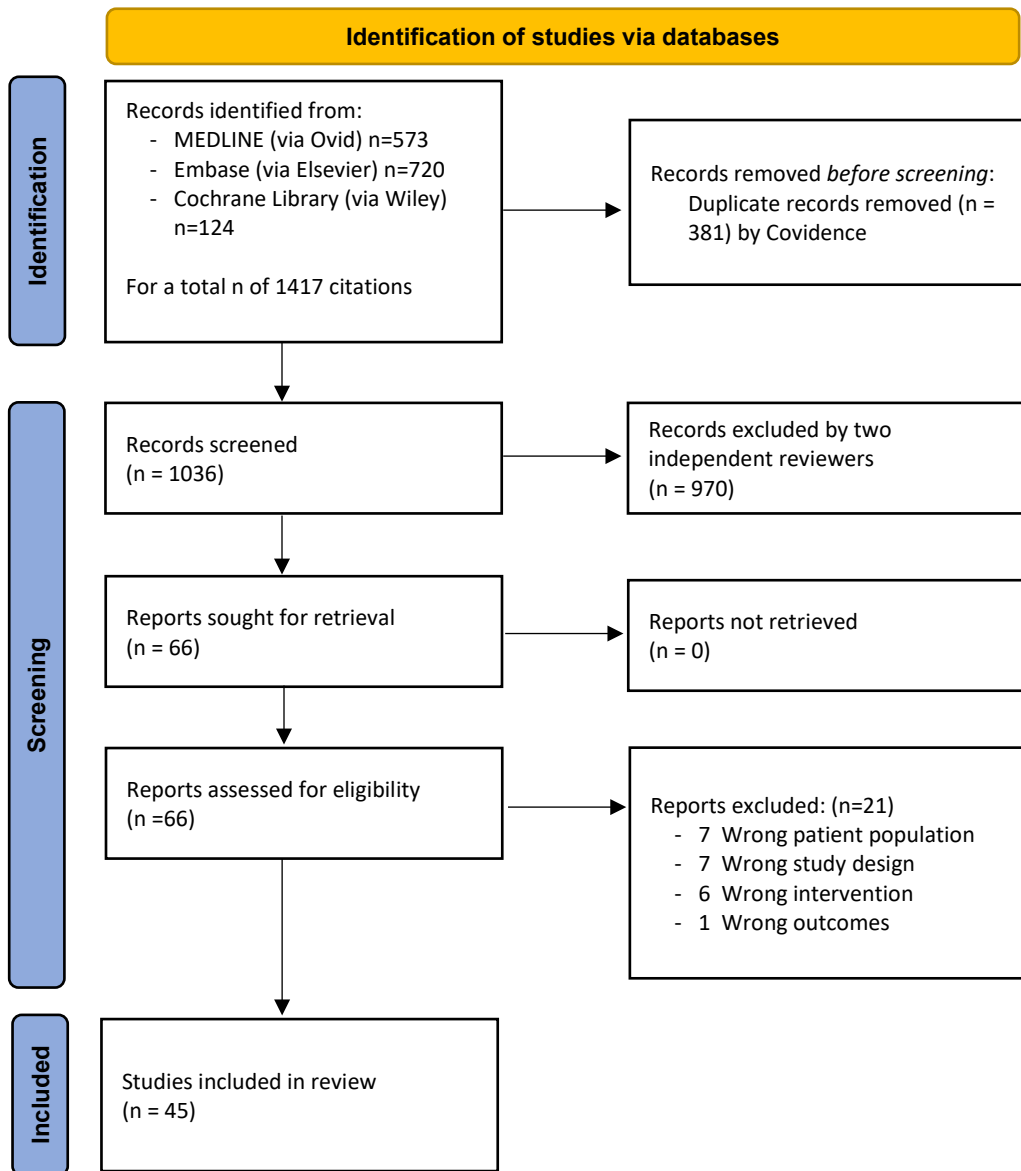 Identification of studies via databases
Identification
Records identified from:
- MEDLINE (via Ovid) n=573
- Embase (via Elsevier) n=720
- Cochrane Library (via Wiley)
n=124
For a total n of 1417 citations
Records removed before screening:
Duplicate records removed (n =
381) by Covidence
Screening
Records screened
(n = 1036)
Records excluded by two
independent reviewers
(n = 970)
Reports sought for retrieval
(n = 66)
Reports not retrieved
(n = 0)
Reports assessed for eligibility
(n =66)
Reports excluded: (n=21)
- 7 Wrong patient population
- 7 Wrong study design
- 6 Wrong intervention
- 1 Wrong outcomes
Included
Studies included in review
(n = 45)